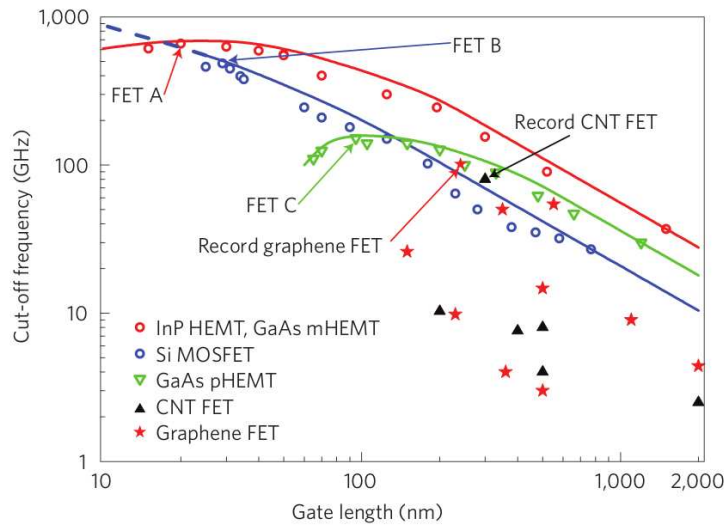 1,000
FET B
FET A
Record CNT FET
100
FET C
Record graphene FET
Cut-off frequency (GHz)
10
InP HEMT, GaAs mHEMT
Si MOSFET
GaAs pHEMT
CNT FET
Graphene FET
1
10
100
1,000
2,000
Gate length (nm)